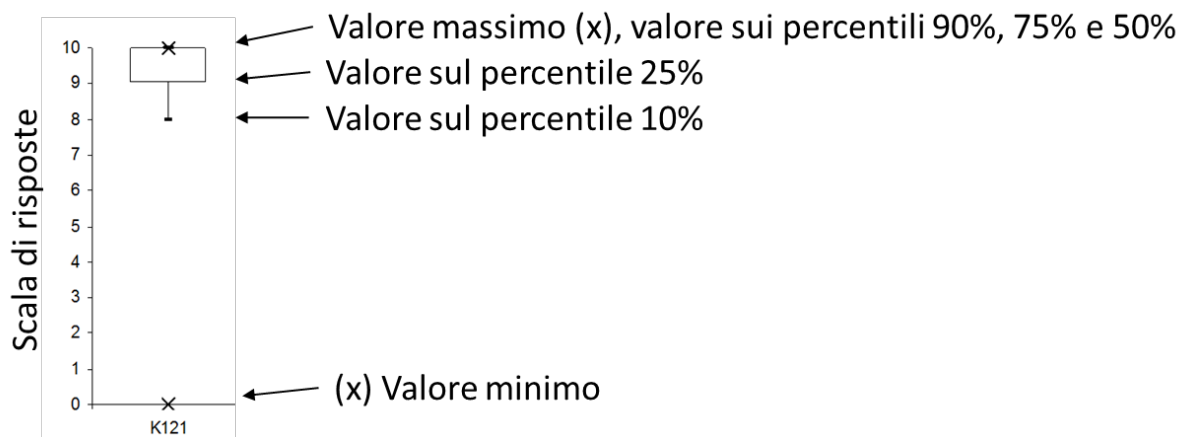 Valore massimo (x), valore sui percentili 90%, 75% e 50%
Valore sul percentile 25%
Valore sul percentile 10%
(x) Valore minimo
Scala di risposte
10
9
8
7
6
5
4
3
2
1
0
K121